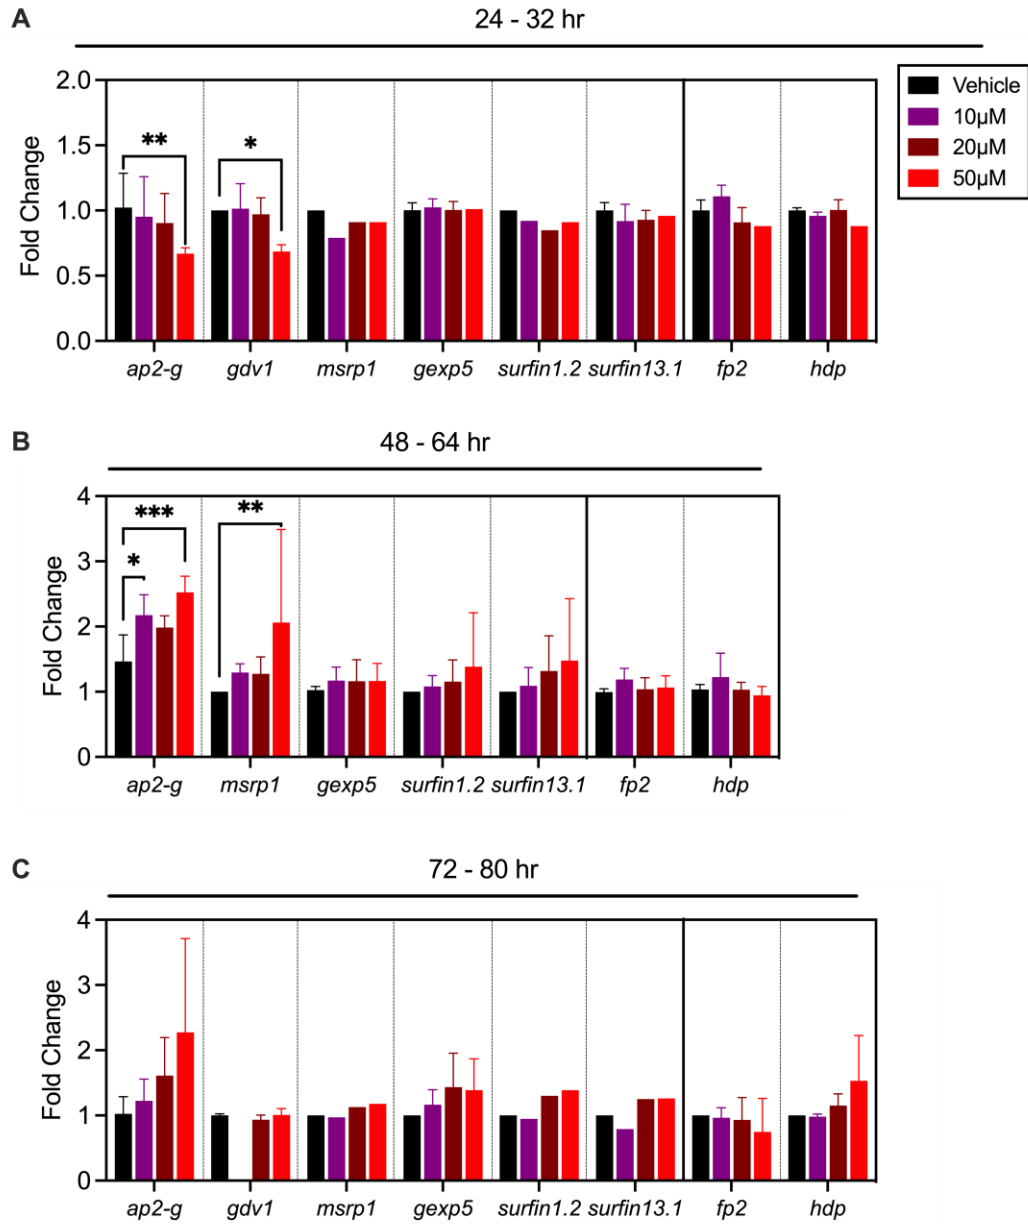 A
24 - 32 hr
2.0
1.5
1.0
0.5
0.0
Fold Change
**
*
Vehicle
10μM
20μM
50μM
ap2-g gdv1 msrp1 gexp5 surfin1.2 surfin13.1 fp2 hdp
B
48 - 64 hr
4
3
2
1
0
Fold Change
***
*
**
ap2-g msrp1 gexp5 surfin1.2 surfin13.1 fp2 hdp
C
72 - 80 hr
4
3
2
1
0
Fold Change
ap2-g gdv1 msrp1 gexp5 surfin1.2 surfin13.1 fp2 hdp